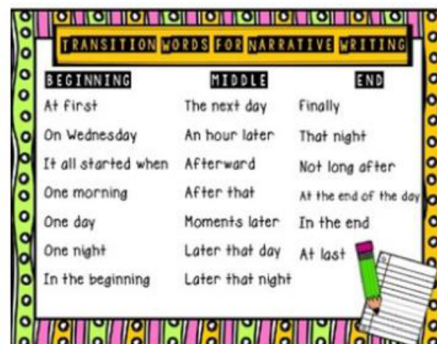 TRANSITION WORDS FOR NARRATIVE WRITING
BEGINNING
At first
On Wednesday
It all started when
One morning
One day
One night
In the beginning
MIDDLE
The next day
An hour later
Afterward
After that
Moments later
Later that day
Later that night
END
Finally
That night
Not long after
At the end of the day
In the end
At last